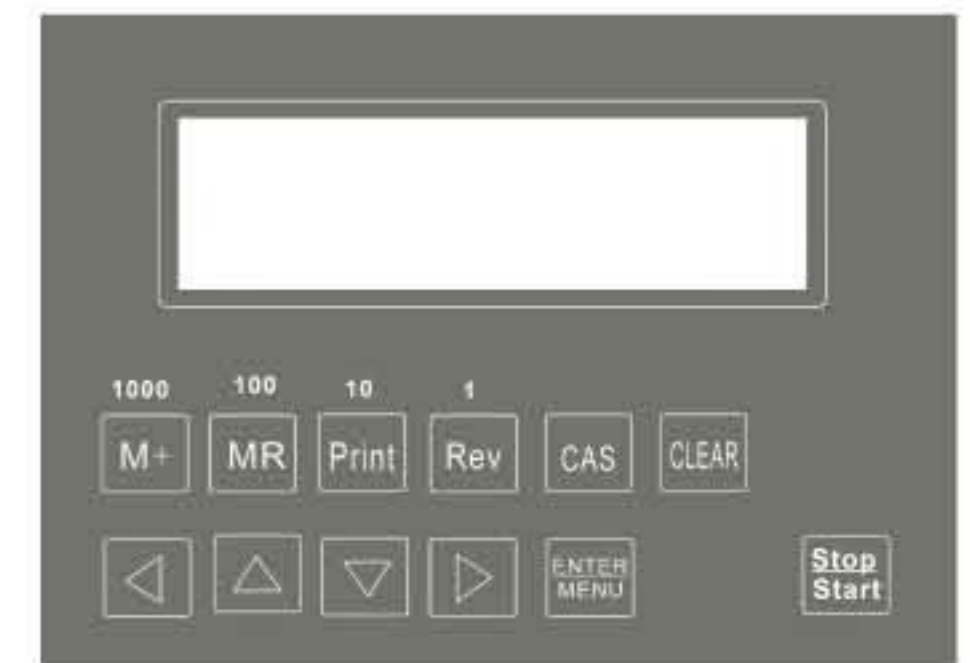 1000 100 10 1
M+ MR Print Rev CAS CLEAR
ENTER
MENU
Stop
Start